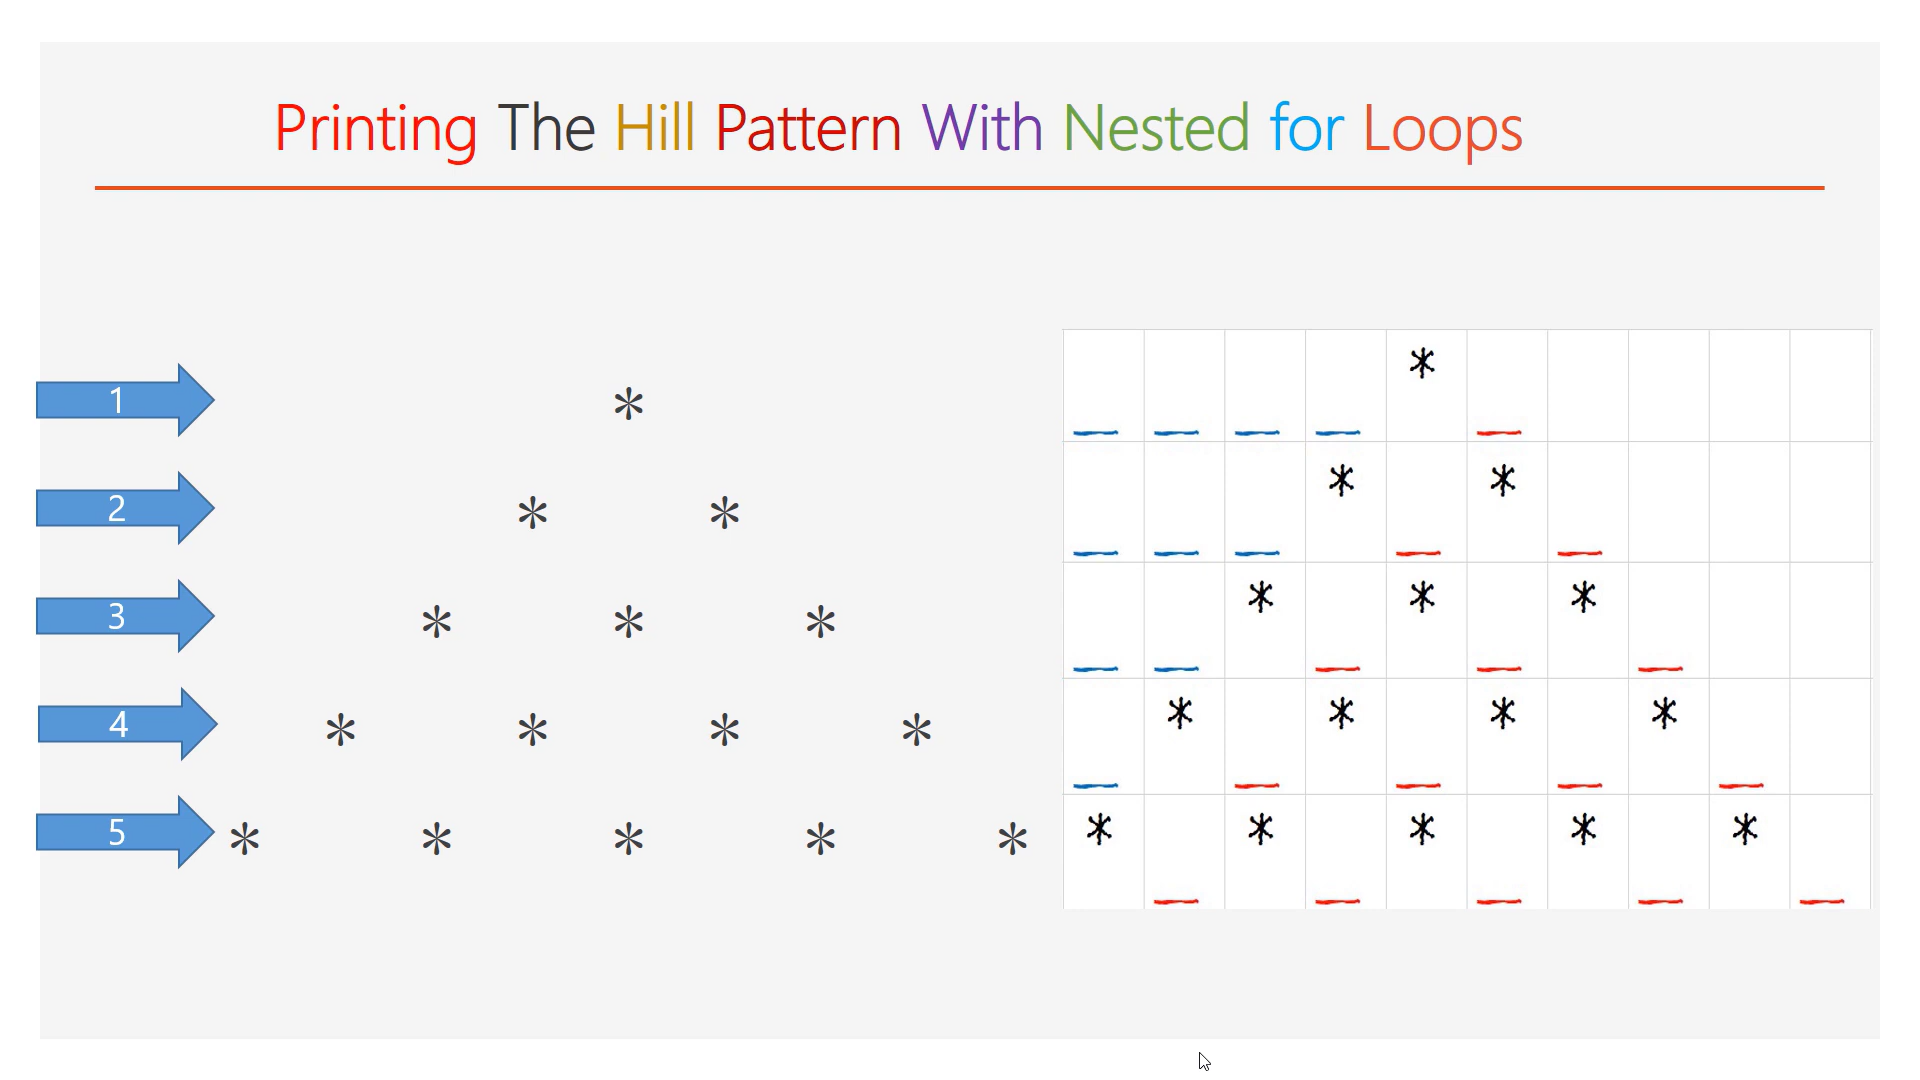 Printing The Hill Pattern With Nested for Loops
1 *
2 * *
3 * * *
4 * * * *
5 * * * * *
*
_ _ _ _ _
* *
_ _ _ _ _
* * *
_ _ _ _ _
* * * *
_ _ _ _ _
* * * * *
_ _ _ _ _